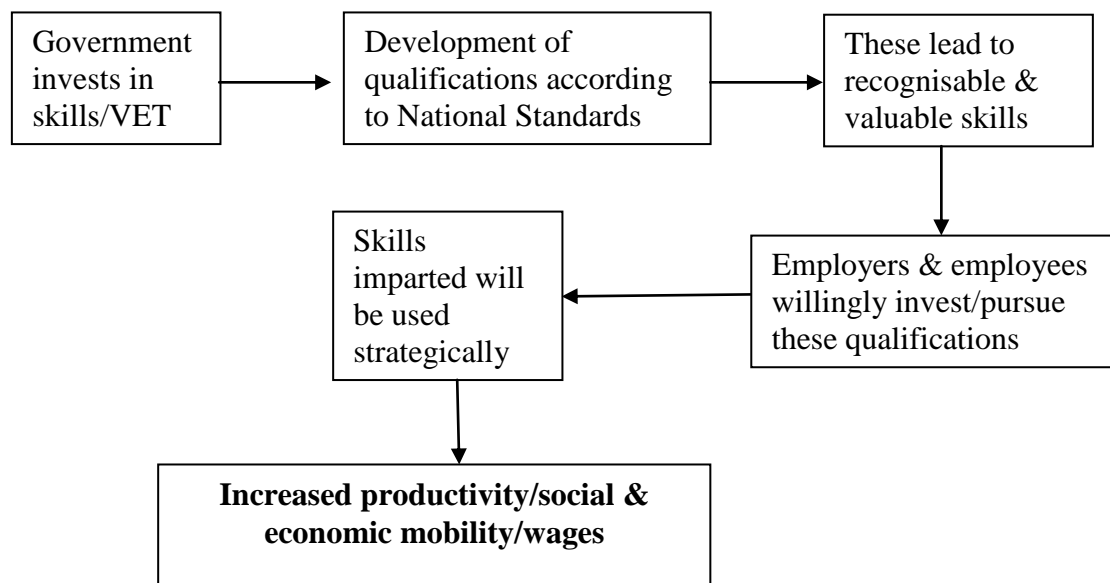 Government
invests in
skills/VET
Development of
qualifications according
to National Standards
These lead to
recognisable &
valuable skills
Employers & employees
willingly invest/pursue
these qualifications
Skills
imparted will
be used
strategically
Increased productivity/social &
economic mobility/wages